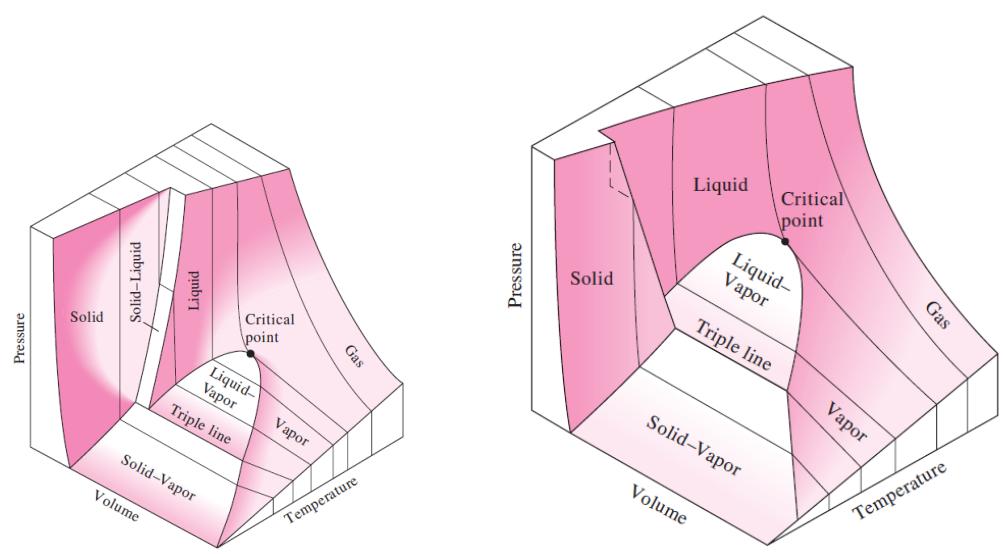 Pressure
Solid
Solid–Liquid
Liquid
Critical
point
Gas
Liquid–
Vapor
Triple line
Vapor
Solid–Vapor
Volume
Temperature
Pressure
Solid
Liquid
Critical
point
Liquid–
Vapor
Triple line
Gas
Vapor
Solid–Vapor
Volume
Temperature